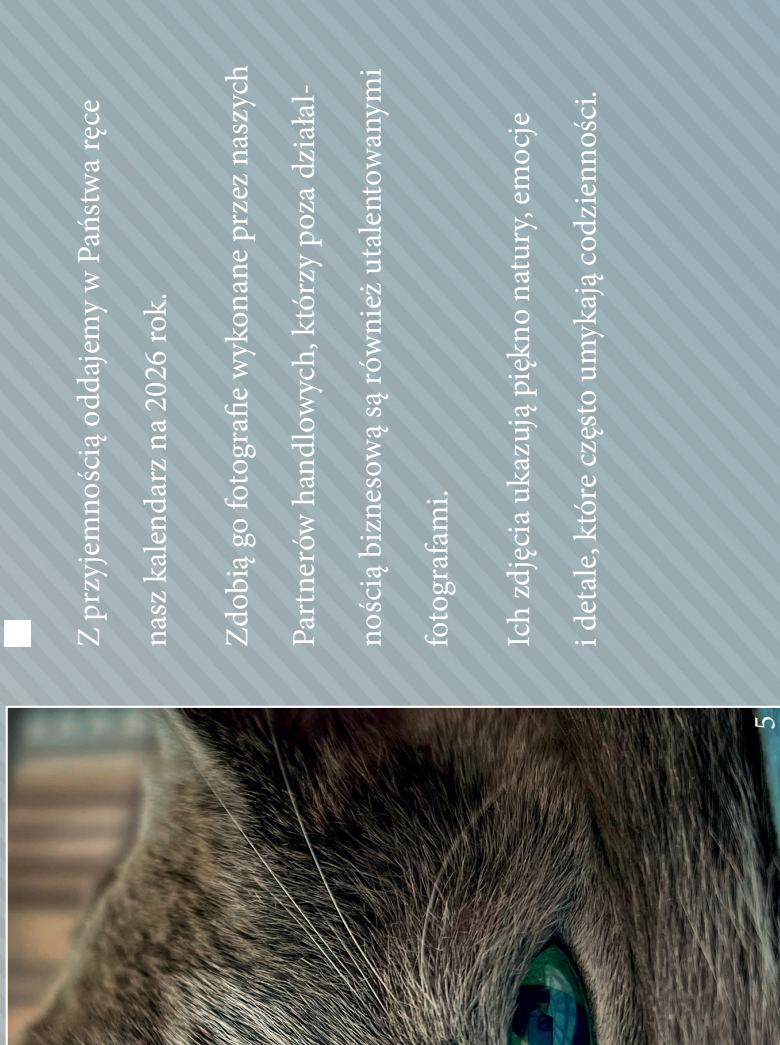 Z przyjemnością oddajemy w Państwa ręce
nasz kalendarz na 2026 rok.
Zdobią go fotografie wykonane przez naszych
Partnerów handlowych, którzy poza działal-
nością biznesową są również utalentowanymi
fotografami.
Ich zdjęcia ukazują piękno natury, emocje
i detale, które często umykają codzienności.
5